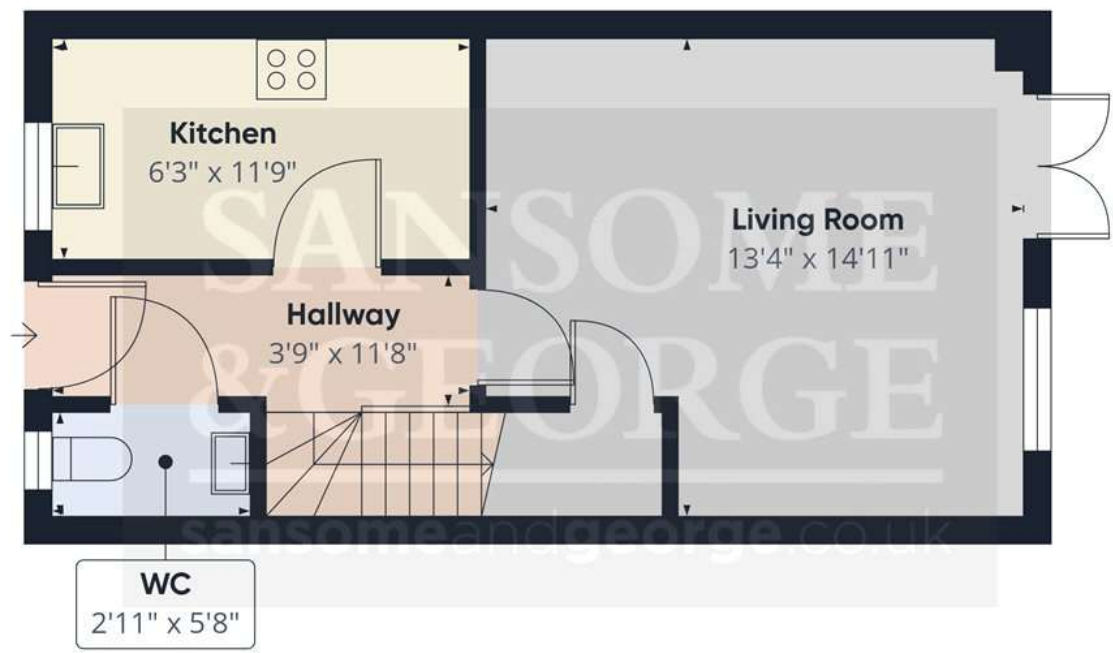 Kitchen
6'3" x 11'9"
Living Room
13'4" x 14'11"
Hallway
3'9" x 11'8"
WC
2'11" x 5'8"
SANSOME
&GEORGE
sansomeandgeorge.co.uk